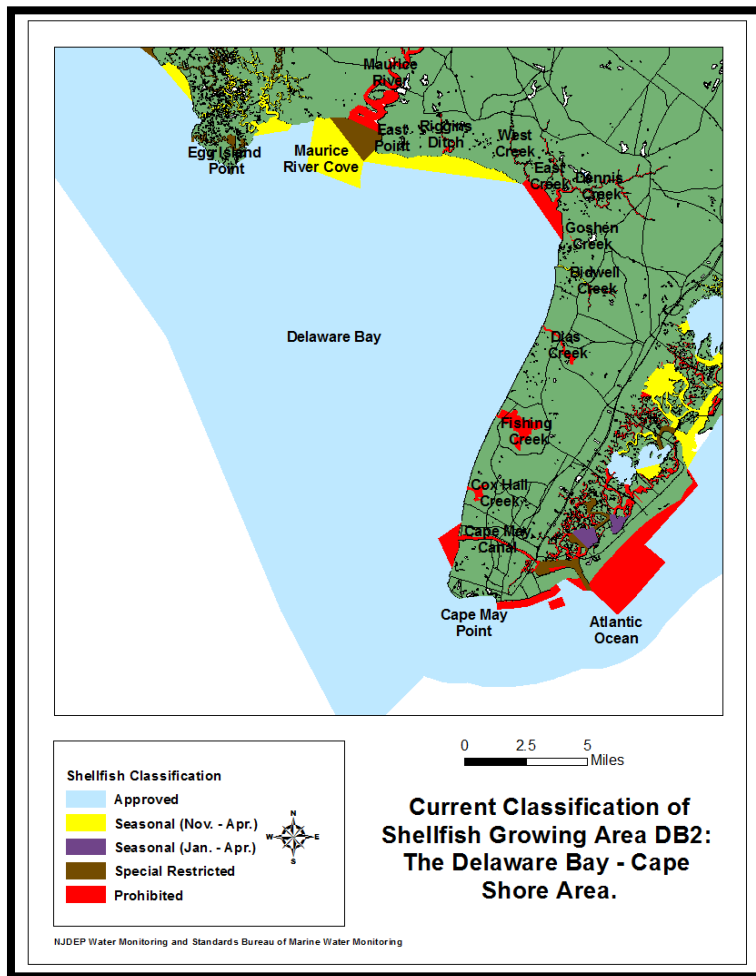 Maurice
River
Egg Island
Point
Maurice
River Cove
East
Point
Riggins
Ditch
West
Creek
East
Creek
Dennis
Creek
Goshen
Creek
Bidwell
Creek
Delaware Bay
Dias
Creek
Fishing
Creek
Cox Hall
Creek
Cape May
Canal
Cape May
Point
Atlantic
Ocean
0 2.5 5
Miles
Shellfish Classification
Approved
Seasonal (Nov. - Apr.)
Seasonal (Jan. - Apr.)
Special Restricted
Prohibited
N
W E
S
Current Classification of
Shellfish Growing Area DB2:
The Delaware Bay - Cape
Shore Area.
NJDEP Water Monitoring and Standards Bureau of Marine Water Monitoring